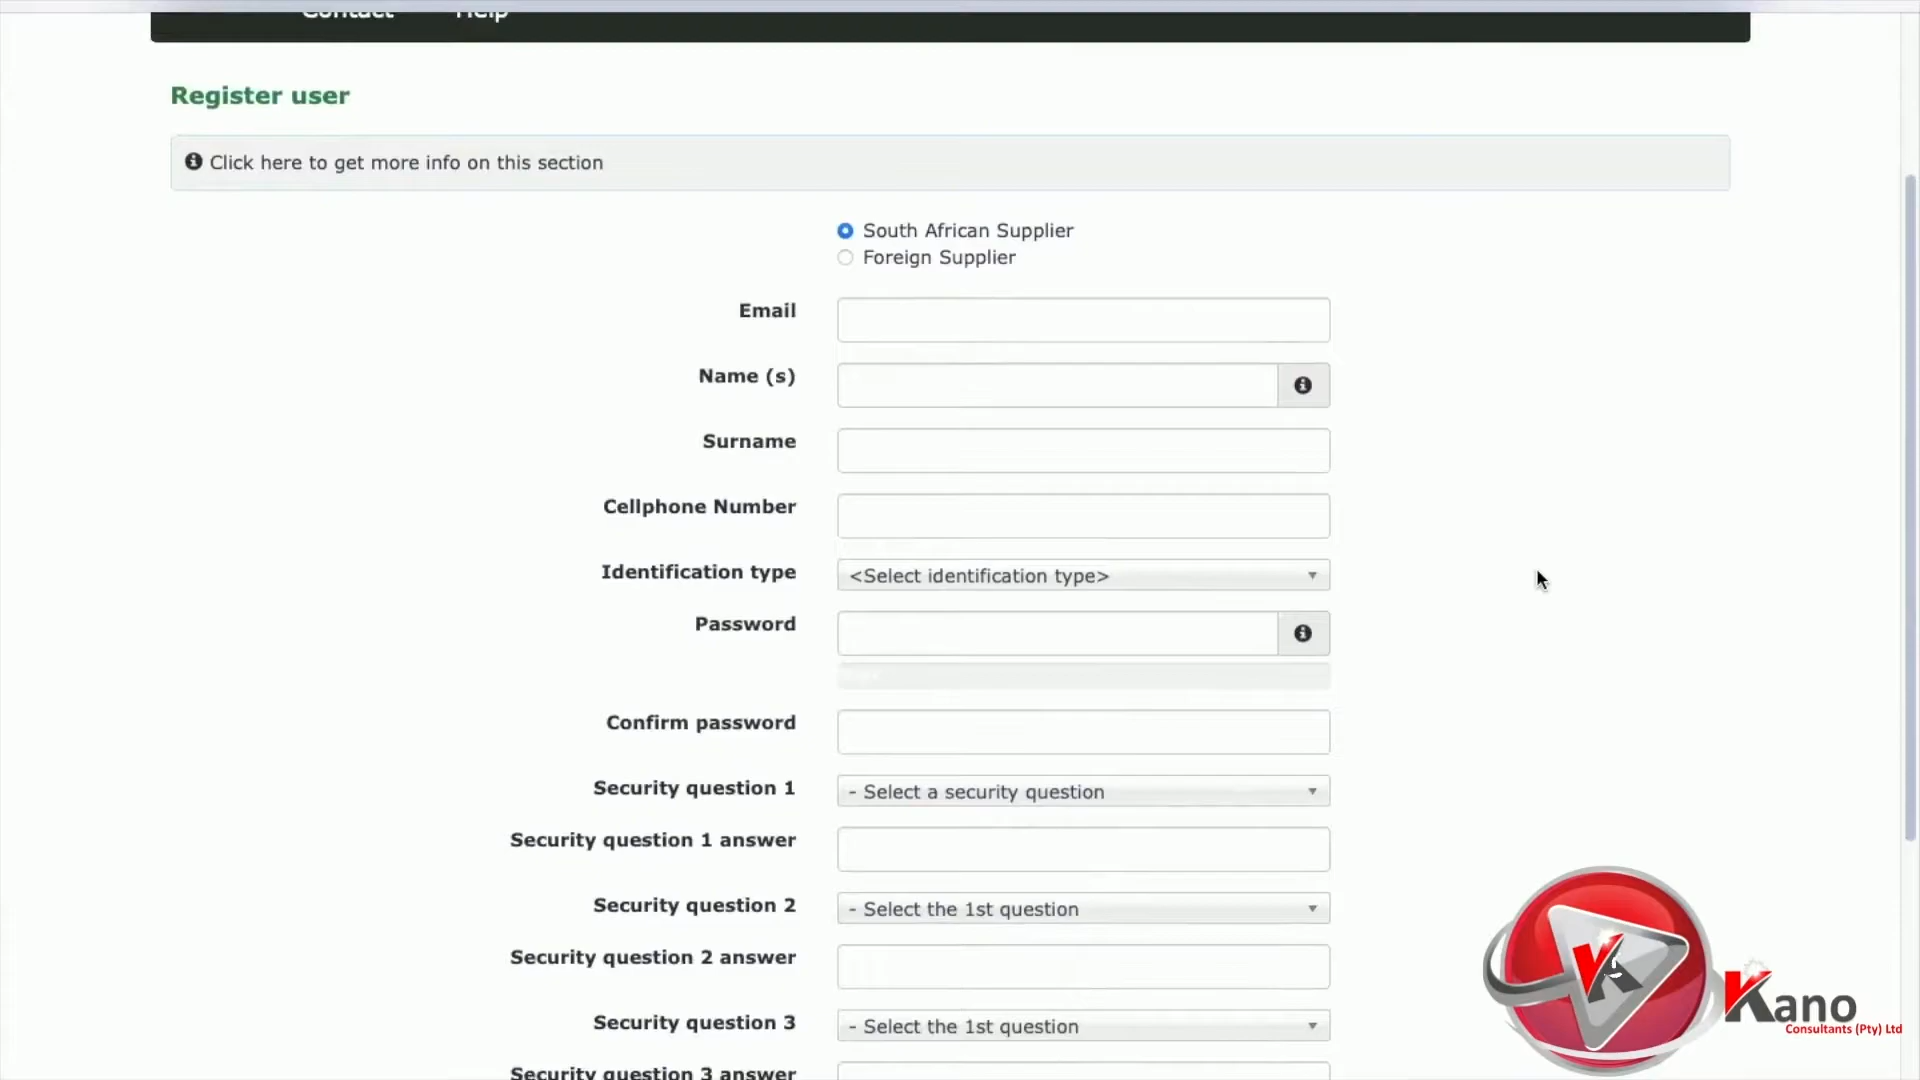 Contact Help
Register user
Click here to get more info on this section
South African Supplier
Foreign Supplier
Email
Name (s)
Surname
Cellphone Number
Identification type <Select identification type>
Password
Confirm password
Security question 1 - Select a security question
Security question 1 answer
Security question 2 - Select the 1st question
Security question 2 answer
Security question 3 - Select the 1st question
Security question 3 answer
Kano
Consultants (Pty) Ltd